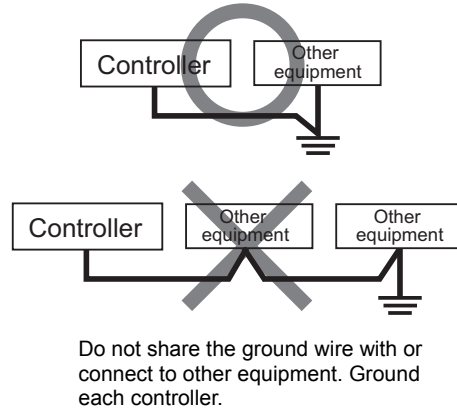 Controller
Other
equipment
Controller
Other
equipment
Other
equipment
Do not share the ground wire with or
connect to other equipment. Ground
each controller.